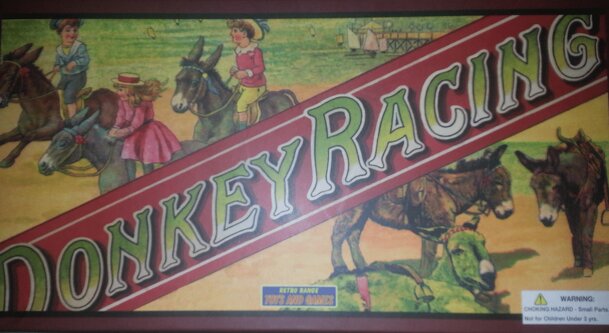 DONKEY RACING
RETRO RANGE
TOYS AND GAMES
WARNING:
CHOKING HAZARD - Small Parts
Not for Children Under 3 yrs.